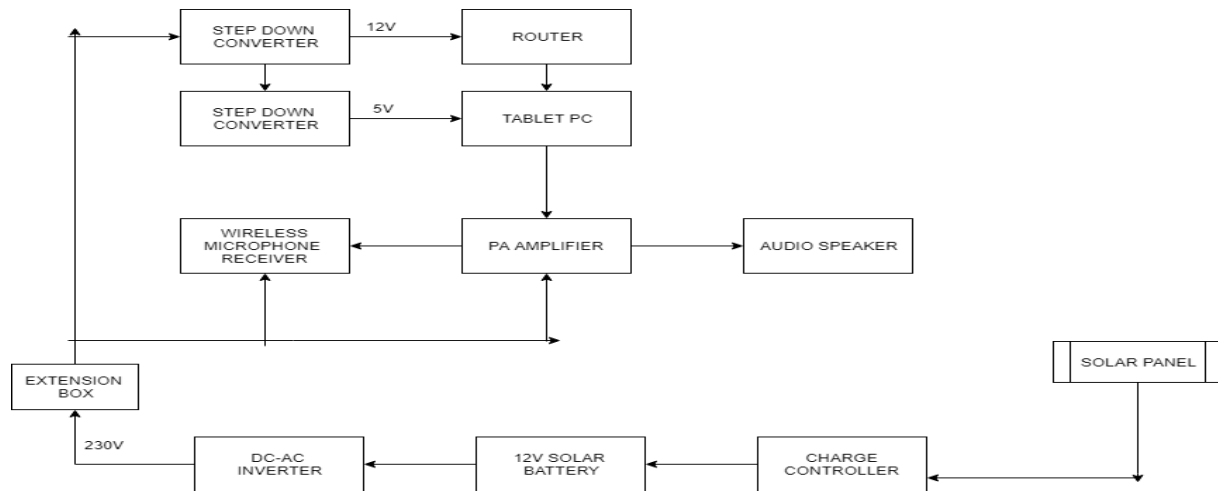 STEP DOWN
CONVERTER
12V
ROUTER
STEP DOWN
CONVERTER
5V
TABLET PC
WIRELESS
MICROPHONE
RECEIVER
PA AMPLIFIER
AUDIO SPEAKER
SOLAR PANEL
EXTENSION
BOX
230V
DC-AC
INVERTER
12V SOLAR
BATTERY
CHARGE
CONTROLLER